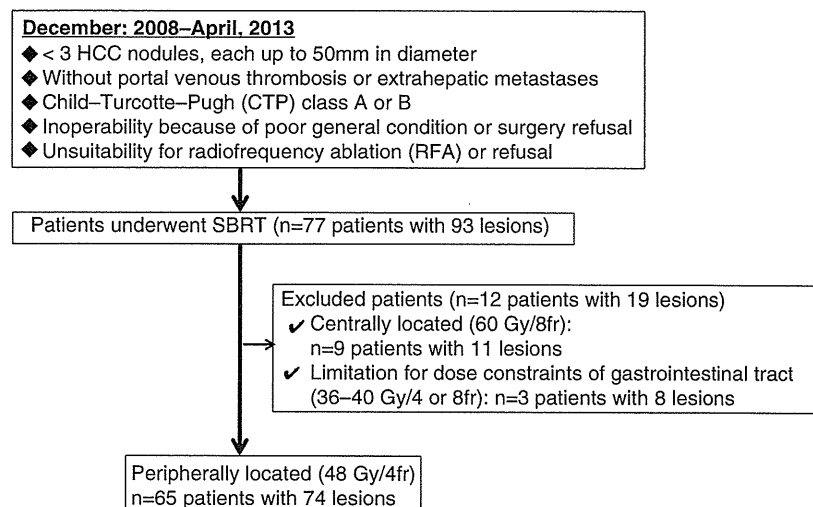 December: 2008–April, 2013
◆ < 3 HCC nodules, each up to 50mm in diameter
◆ Without portal venous thrombosis or extrahepatic metastases
◆ Child–Turcotte–Pugh (CTP) class A or B
◆ Inoperability because of poor general condition or surgery refusal
◆ Unsuitability for radiofrequency ablation (RFA) or refusal
Patients underwent SBRT (n=77 patients with 93 lesions)
Excluded patients (n=12 patients with 19 lesions)
✓ Centrally located (60 Gy/8fr):
n=9 patients with 11 lesions
✓ Limitation for dose constraints of gastrointestinal tract
(36–40 Gy/4 or 8fr): n=3 patients with 8 lesions
Peripherally located (48 Gy/4fr)
n=65 patients with 74 lesions